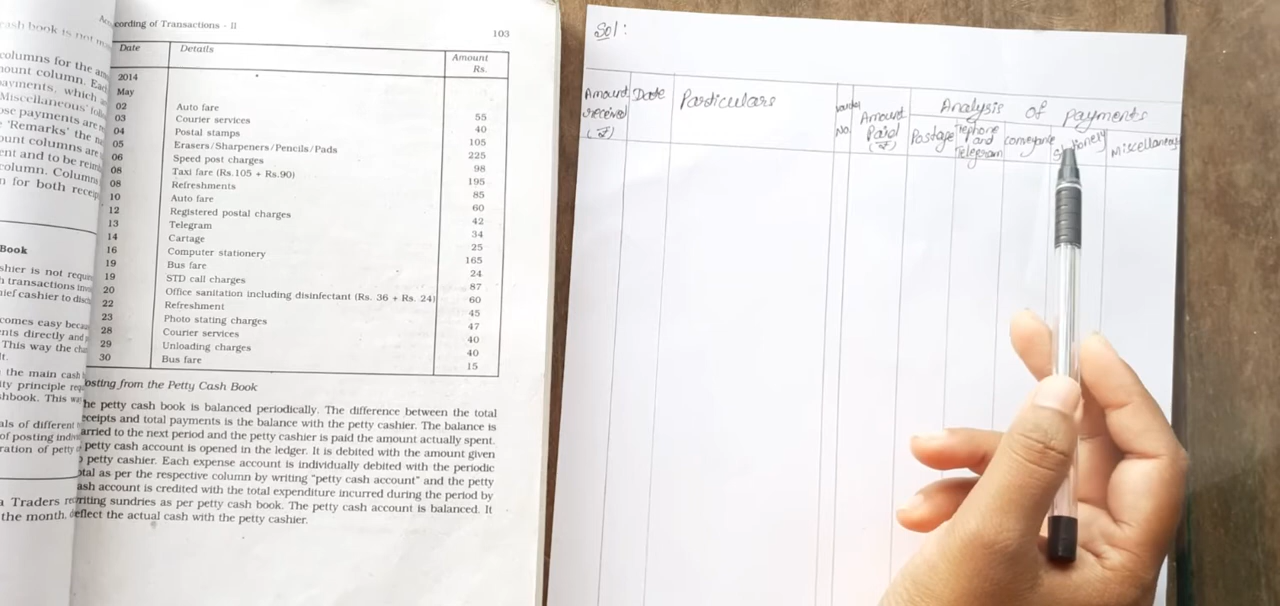 cording of Transactions - II
103
Date Details Amount Rs.
2014
May
02 Auto fare 55
03 Courier services 40
04 Postal stamps 105
05 Erasers/Sharpeners/Pencils/Pads 225
06 Speed post charges 98
08 Taxi fare (Rs.105 + Rs.90) 195
08 Refreshments 85
10 Auto fare 60
12 Registered postal charges 42
13 Telegram 34
14 Cartage 25
16 Computer stationery 165
19 Bus fare 24
19 STD call charges 87
20 Office sanitation including disinfectant (Rs. 36 + Rs. 24) 60
22 Refreshment 45
23 Photo stating charges 47
28 Courier services 40
29 Unloading charges 40
30 Bus fare 15
osting from the Petty Cash Book
he petty cash book is balanced periodically. The difference between the total
eceipts and total payments is the balance with the petty cashier. The balance is
arried to the next period and the petty cashier is paid the amount actually spent.
petty cash account is opened in the ledger. It is debited with the amount given
petty cashier. Each expense account is individually debited with the periodic
otal as per the respective column by writing "petty cash account" and the petty
ash account is credited with the total expenditure incurred during the period by
riting sundries as per petty cash book. The petty cash account is balanced. It
eflect the actual cash with the petty cashier.
cash book is not
columns for the am
ount column. Eac
ayments, which a
Miscellaneous'
ose payments are
'Remarks' the
ount columns are
ent and to be reim
column. Column
n for both receip
Book
shier is not requi
h transactions
hief cashier to
comes easy becau
nts directly and
This way the
lt.
the main cash
ity principle
hbook. This
als of different
of posting
ration of petty
a Traders
the month.
Sol:
Amount received (₹) Date Particulars No. Amount Paid (₹) Analysis of payments
Postage Telephone and Telegram conveyance Stationery Miscellaneous